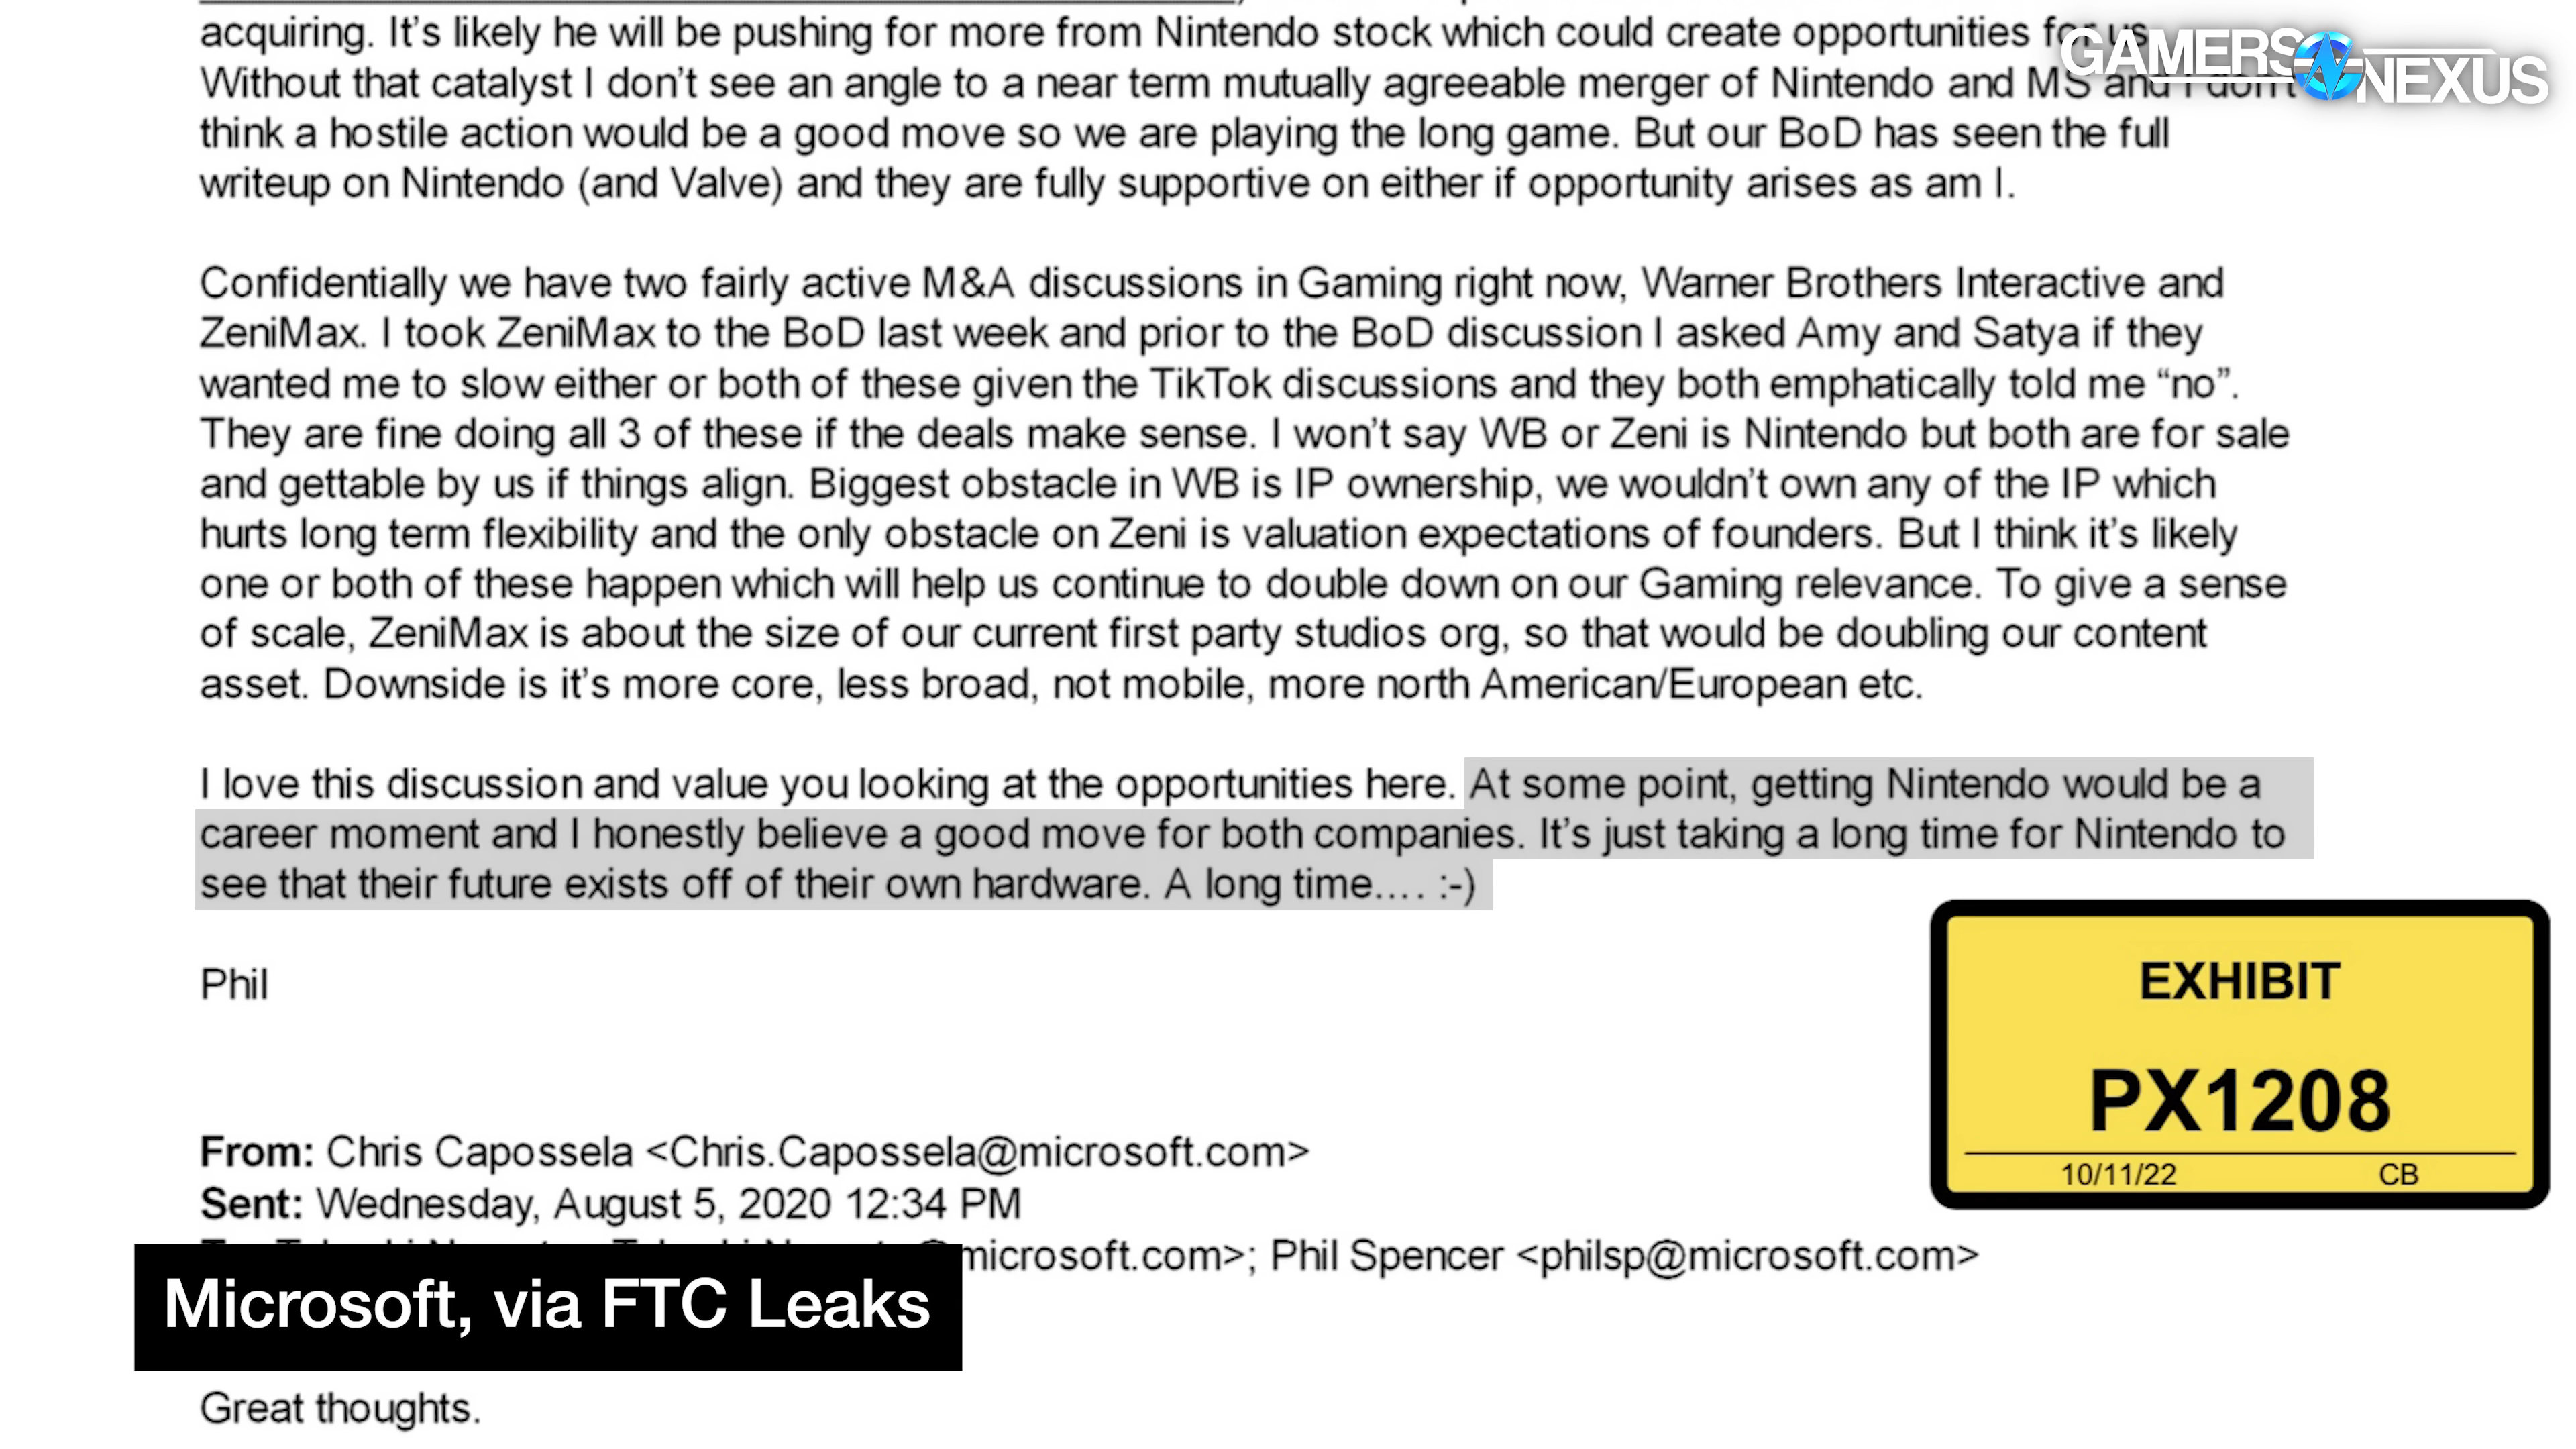 acquiring. It’s likely he will be pushing for more from Nintendo stock which could create opportunities for us.
GAMERS NEXUS
Without that catalyst I don’t see an angle to a near term mutually agreeable merger of Nintendo and MS and I don’t
think a hostile action would be a good move so we are playing the long game. But our BoD has seen the full
writeup on Nintendo (and Valve) and they are fully supportive on either if opportunity arises as am I.
Confidentially we have two fairly active M&A discussions in Gaming right now, Warner Brothers Interactive and
ZeniMax. I took ZeniMax to the BoD last week and prior to the BoD discussion I asked Amy and Satya if they
wanted me to slow either or both of these given the TikTok discussions and they both emphatically told me “no”.
They are fine doing all 3 of these if the deals make sense. I won’t say WB or Zeni is Nintendo but both are for sale
and gettable by us if things align. Biggest obstacle in WB is IP ownership, we wouldn’t own any of the IP which
hurts long term flexibility and the only obstacle on Zeni is valuation expectations of founders. But I think it’s likely
one or both of these happen which will help us continue to double down on our Gaming relevance. To give a sense
of scale, ZeniMax is about the size of our current first party studios org, so that would be doubling our content
asset. Downside is it’s more core, less broad, not mobile, more north American/European etc.
I love this discussion and value you looking at the opportunities here. At some point, getting Nintendo would be a
career moment and I honestly believe a good move for both companies. It’s just taking a long time for Nintendo to
see that their future exists off of their own hardware. A long time.... :-)
Phil
EXHIBIT
PX1208
10/11/22 CB
From: Chris Capossela <Chris.Capossela@microsoft.com>
Sent: Wednesday, August 5, 2020 12:34 PM
@microsoft.com>; Phil Spencer <philsp@microsoft.com>
Microsoft, via FTC Leaks
Great thoughts.